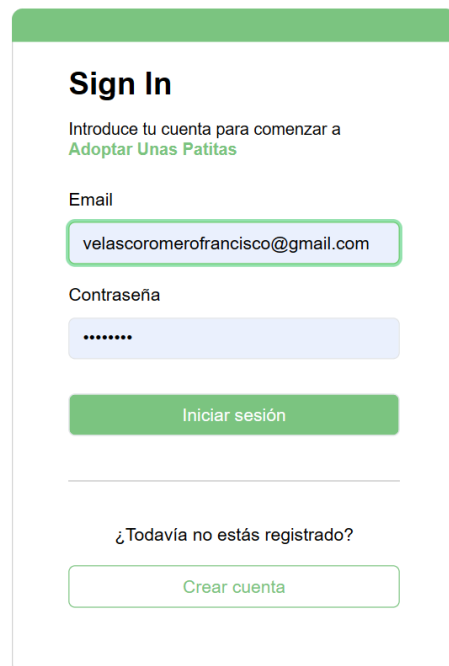 Sign In
Introduce tu cuenta para comenzar a
Adoptar Unas Patitas
Email
velascoromerofrancisco@gmail.com
Contraseña
••••••••
Iniciar sesión
¿Todavía no estás registrado?
Crear cuenta